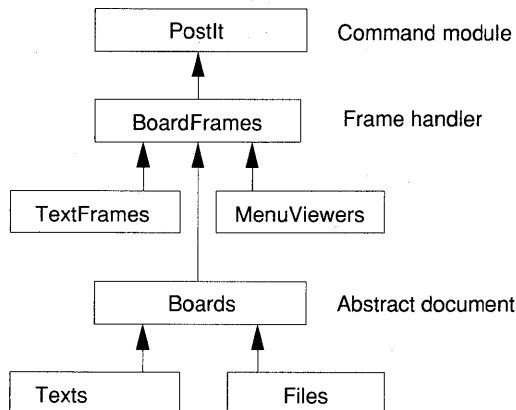 PostIt Command module
BoardFrames Frame handler
TextFrames MenuViewers
Boards Abstract document
Texts Files